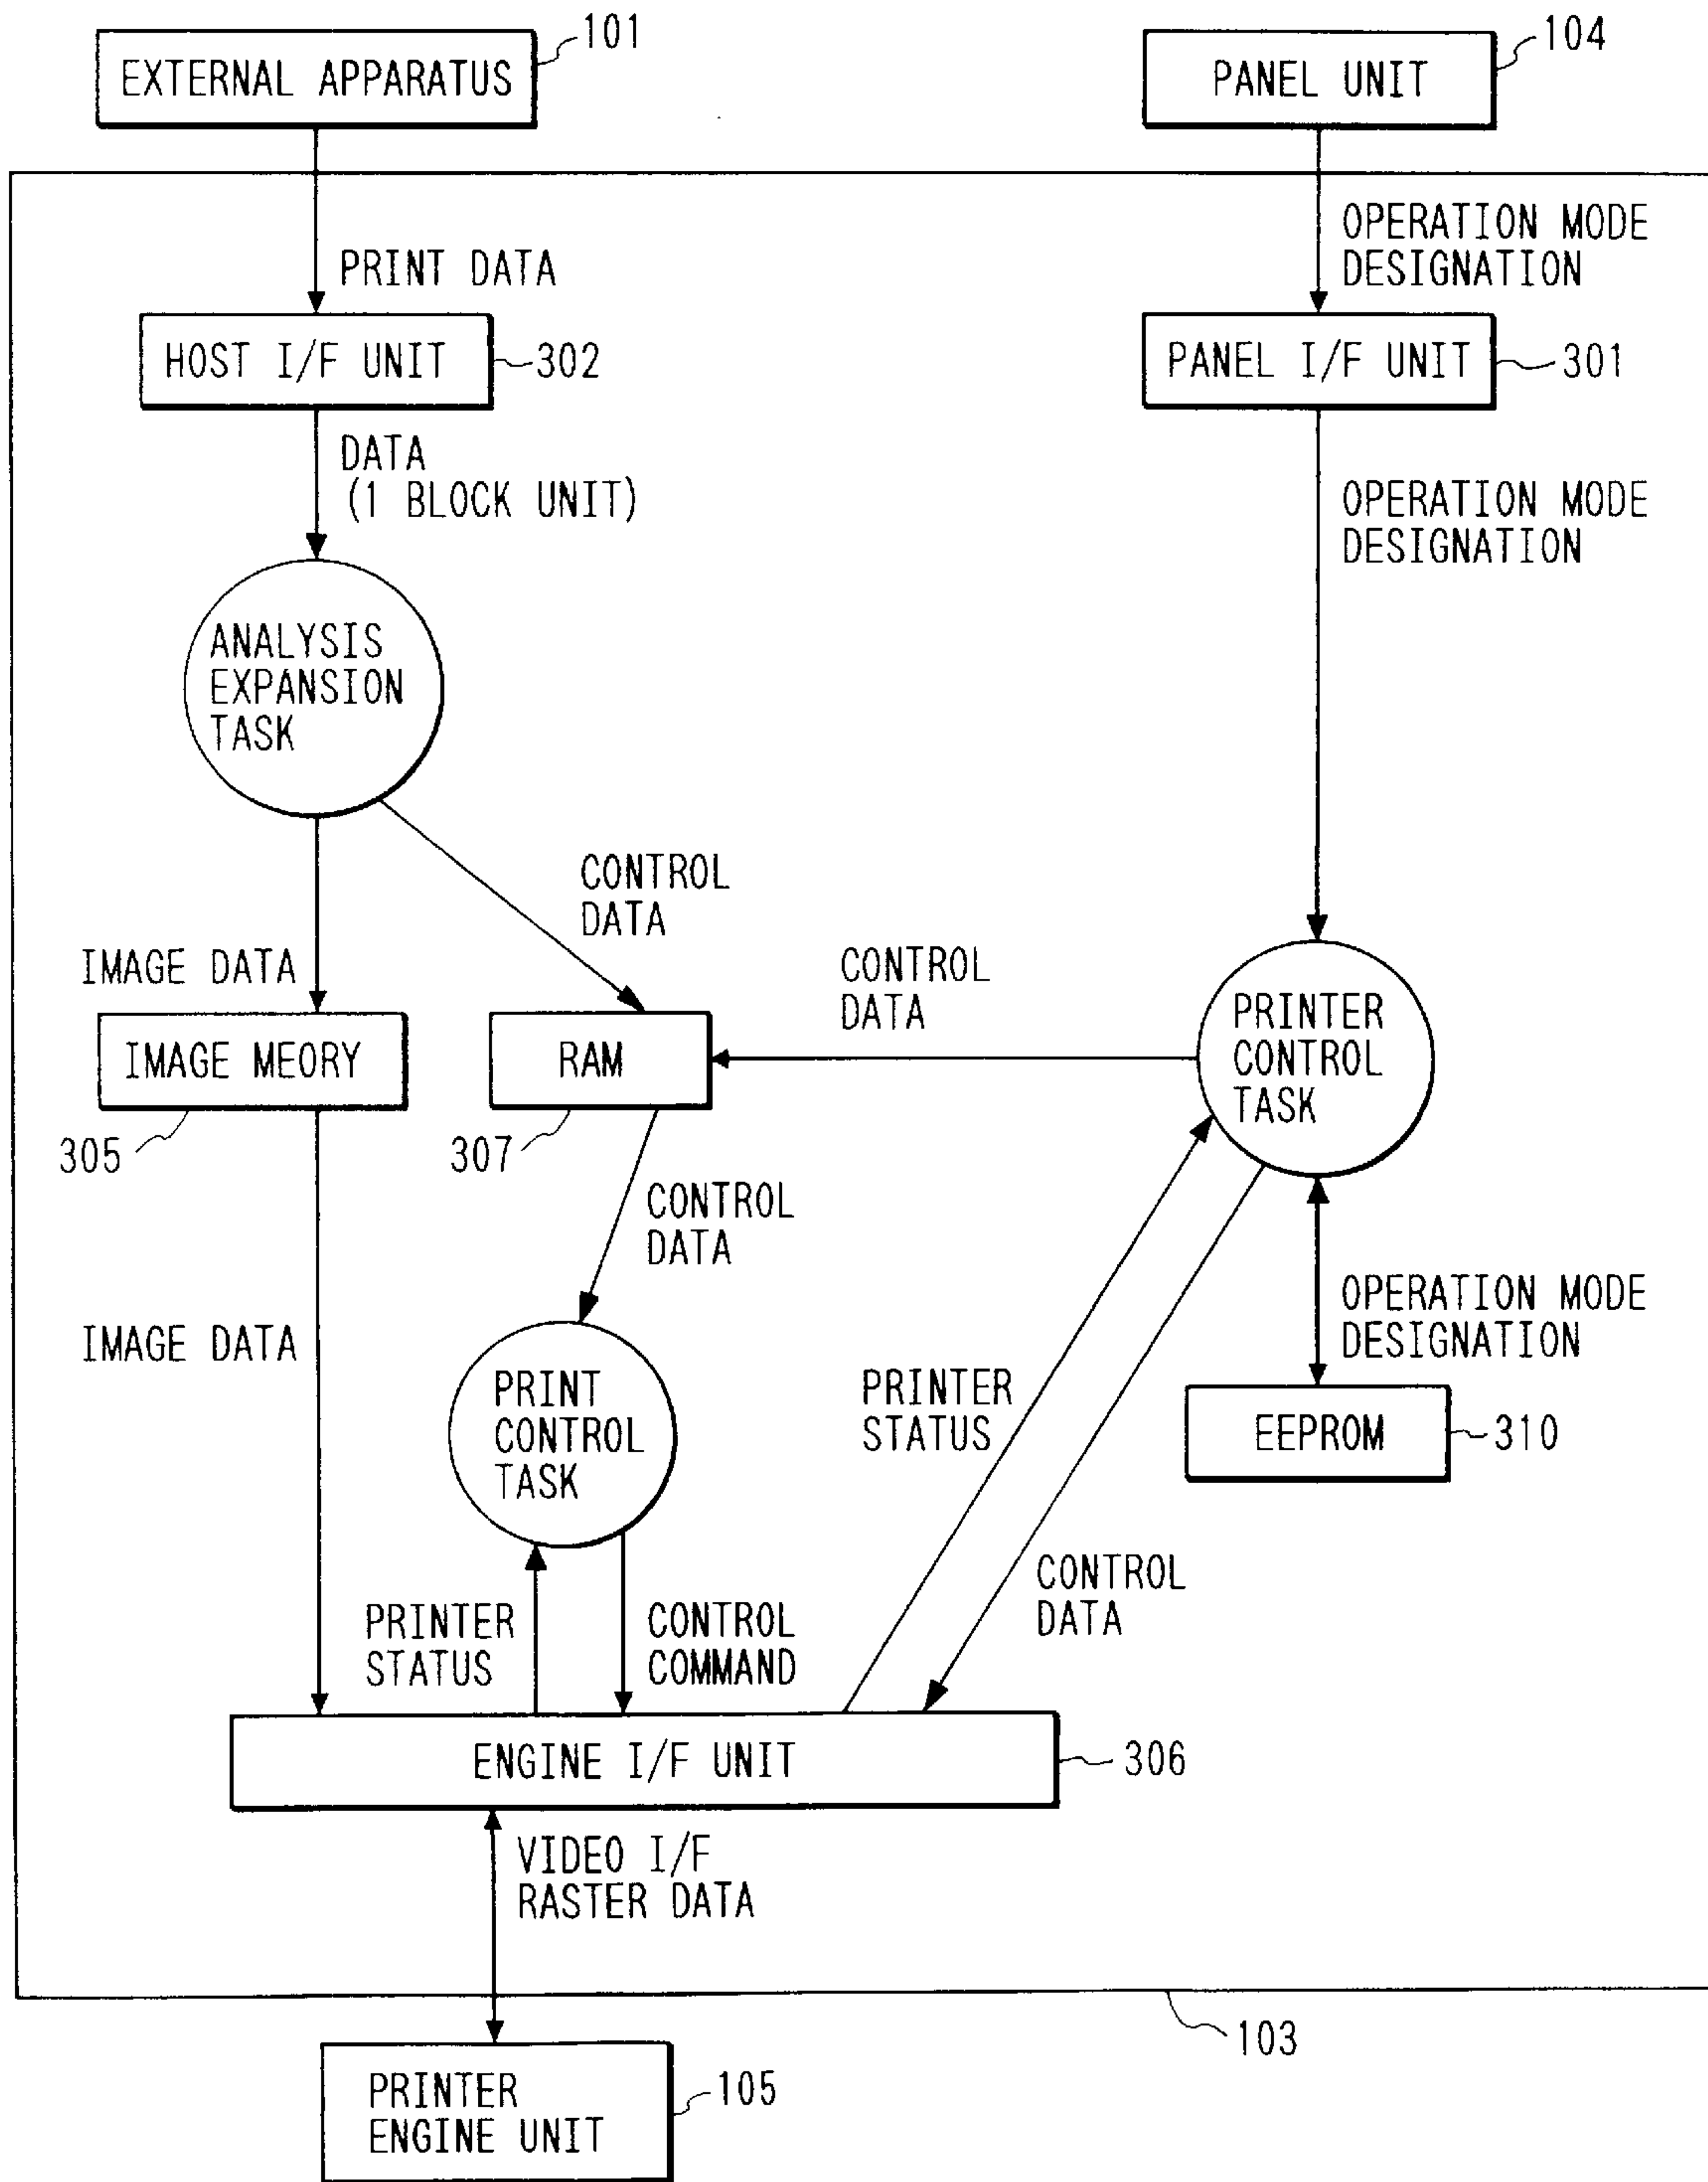 101
104
EXTERNAL APPARATUS
PANEL UNIT
OPERATION MODE
DESIGNATION
PRINT DATA
HOST I/F UNIT
302
PANEL I/F UNIT
301
DATA
(1 BLOCK UNIT)
OPERATION MODE
DESIGNATION
ANALYSIS
EXPANSION
TASK
CONTROL
DATA
IMAGE DATA
CONTROL
DATA
PRINTER
CONTROL
TASK
IMAGE MEORY
RAM
305
307
CONTROL
DATA
OPERATION MODE
DESIGNATION
IMAGE DATA
PRINT
CONTROL
TASK
PRINTER
STATUS
EEPROM
310
CONTROL
DATA
PRINTER
STATUS
CONTROL
COMMAND
ENGINE I/F UNIT
306
VIDEO I/F
RASTER DATA
103
PRINTER
ENGINE UNIT
105